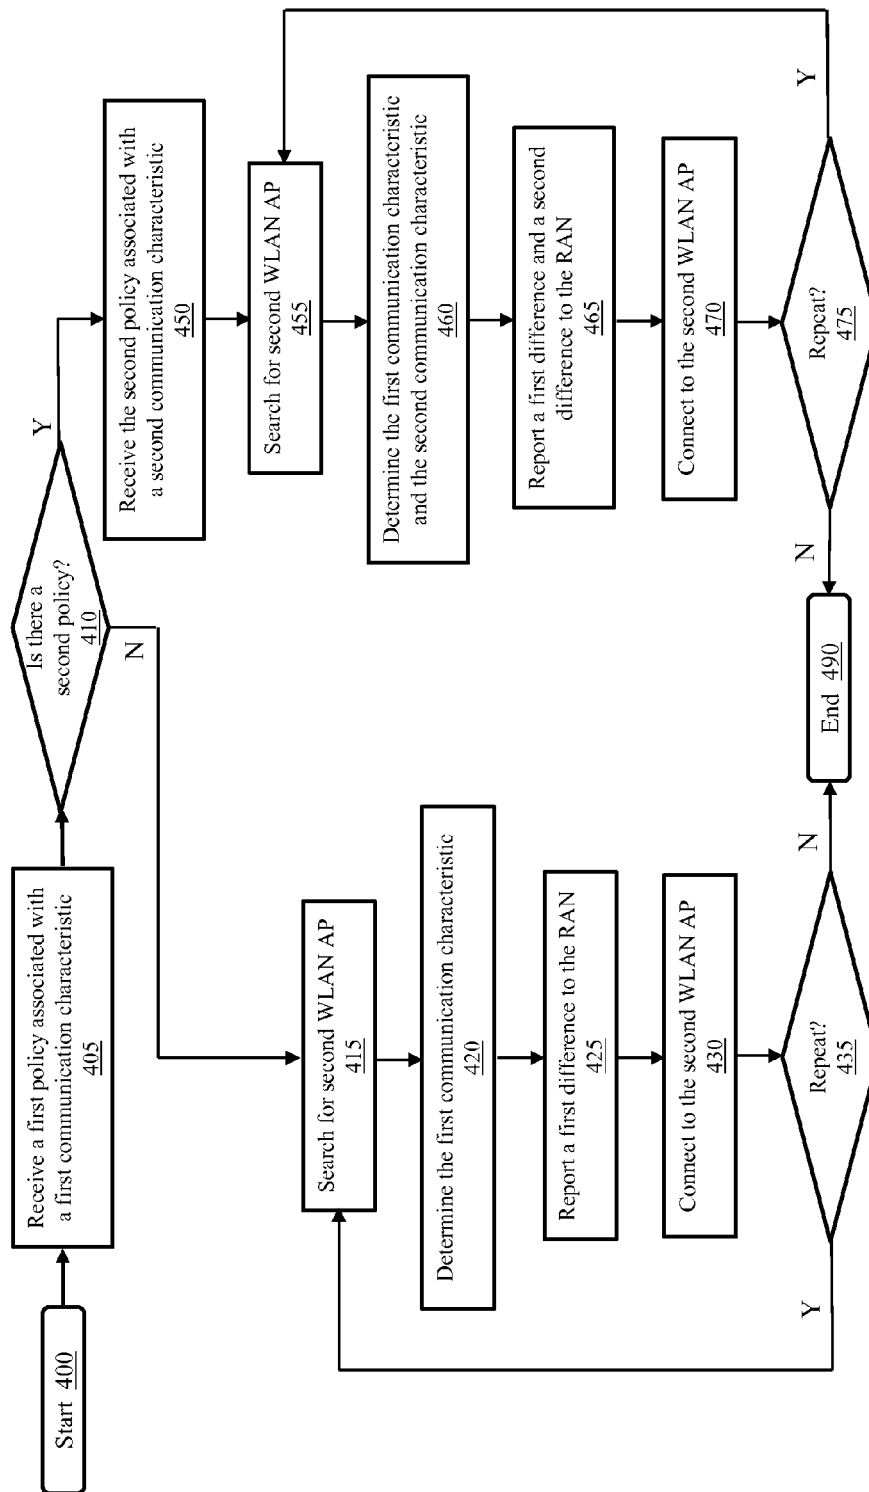 Start 400
Receive a first policy associated with
a first communication characteristic
405
Is there a
second policy?
410
Y
N
Receive the second policy associated with
a second communication characteristic
450
Search for second WLAN AP
455
Determine the first communication characteristic
and the second communication characteristic
460
Report a first difference and a second
difference to the RAN
465
Connect to the second WLAN AP
470
Repeat?
475
Y
N
Search for second WLAN AP
415
Determine the first communication characteristic
420
Report a first difference to the RAN
425
Connect to the second WLAN AP
430
Repeat?
435
Y
N
End 490